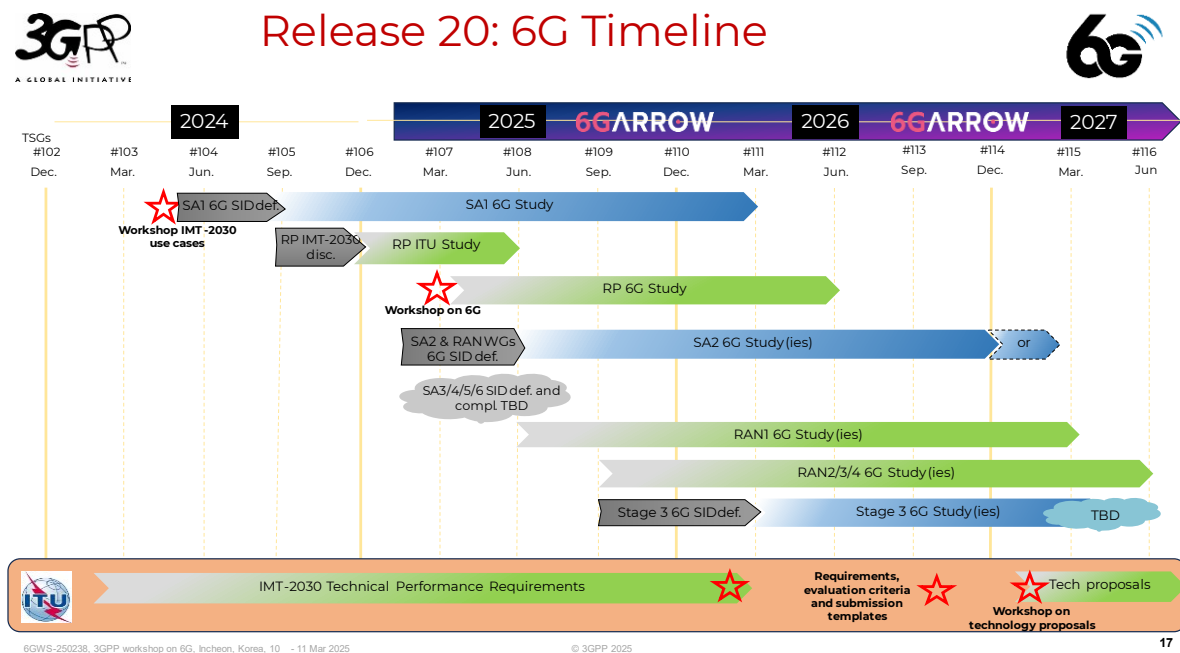 3GPP
A GLOBAL INITIATIVE
Release 20: 6G Timeline
6G
2024
2025
6GARROW
2026
6GARROW
2027
TSGs
#102 #103 #104 #105 #106 #107 #108 #109 #110 #111 #112 #113 #114 #115 #116
Dec. Mar. Jun. Sep. Dec. Mar. Jun. Sep. Dec. Mar. Jun. Sep. Dec. Mar. Jun
SA1 6G SID def.
SA1 6G Study
Workshop IMT-2030
use cases
RP IMT-2030
disc.
RP ITU Study
RP 6G Study
Workshop on 6G
SA2 & RAN WGs
6G SID def.
SA2 6G Study(ies)
or
SA3/4/5/6 SID def. and
compl. TBD
RAN1 6G Study(ies)
RAN2/3/4 6G Study(ies)
Stage 3 6G SID def.
Stage 3 6G Study(ies)
TBD
ITU
IMT-2030 Technical Performance Requirements
Requirements,
evaluation criteria
and submission
templates
Tech proposals
Workshop on
technology proposals
6GWS-250238, 3GPP workshop on 6G, Incheon, Korea, 10 - 11 Mar 2025
© 3GPP 2025
17